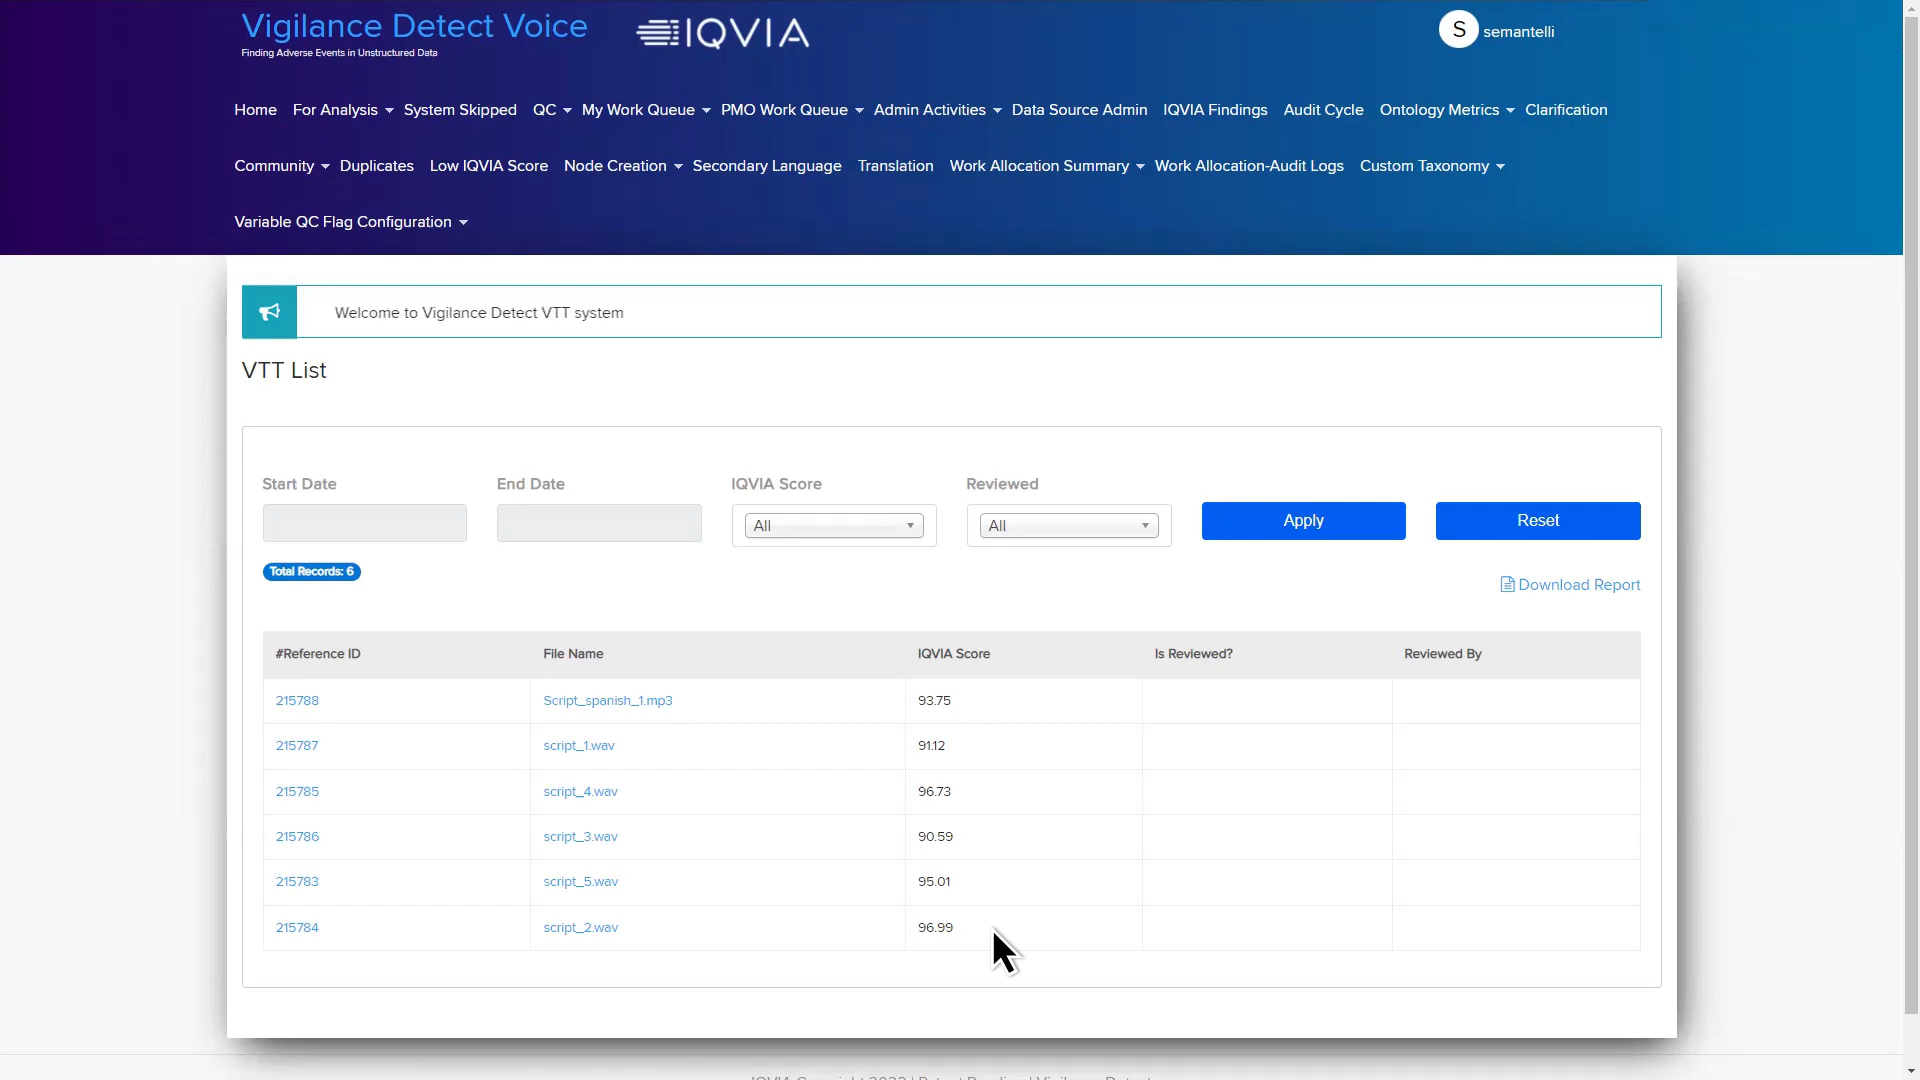 Vigilance Detect Voice
Finding Adverse Events in Unstructured Data
IQVIA
S semantelli
Home For Analysis System Skipped QC My Work Queue PMO Work Queue Admin Activities Data Source Admin IQVIA Findings Audit Cycle Ontology Metrics Clarification
Community Duplicates Low IQVIA Score Node Creation Secondary Language Translation Work Allocation Summary Work Allocation-Audit Logs Custom Taxonomy
Variable QC Flag Configuration
Welcome to Vigilance Detect VTT system
VTT List
Start Date End Date IQVIA Score Reviewed
All All Apply Reset
Total Records: 6
Download Report
#Reference ID File Name IQVIA Score Is Reviewed? Reviewed By
215788 Script_spanish_1.mp3 93.75
215787 script_1.wav 91.12
215785 script_4.wav 96.73
215786 script_3.wav 90.59
215783 script_5.wav 95.01
215784 script_2.wav 96.99